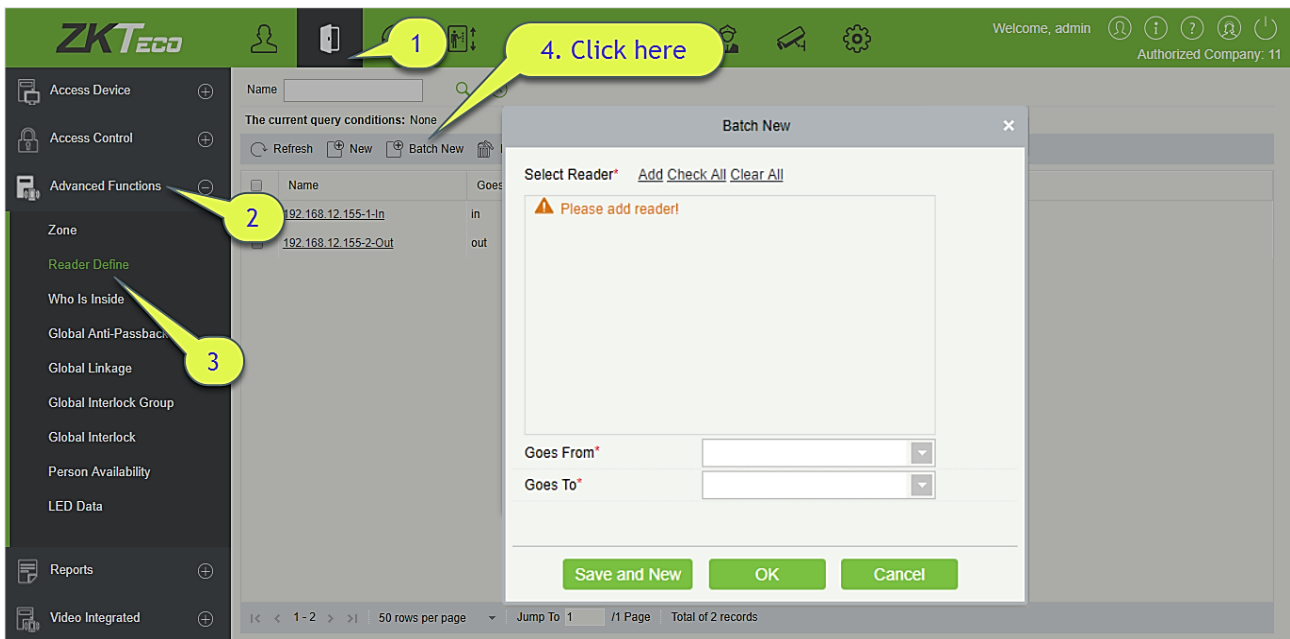 ZKTeco
1
4. Click here
Welcome, admin
Authorized Company: 11
Access Device
Access Control
Advanced Functions
2
Zone
Reader Define
Who Is Inside
Global Anti-Passback
3
Global Linkage
Global Interlock Group
Global Interlock
Person Availability
LED Data
Reports
Video Integrated
Name
The current query conditions: None
Refresh New Batch New
Name Goes
192.168.12.155-1-In in
192.168.12.155-2-Out out
Batch New
Select Reader* Add Check All Clear All
Please add reader!
Goes From*
Goes To*
Save and New OK Cancel
1-2 50 rows per page Jump To 1 /1 Page Total of 2 records